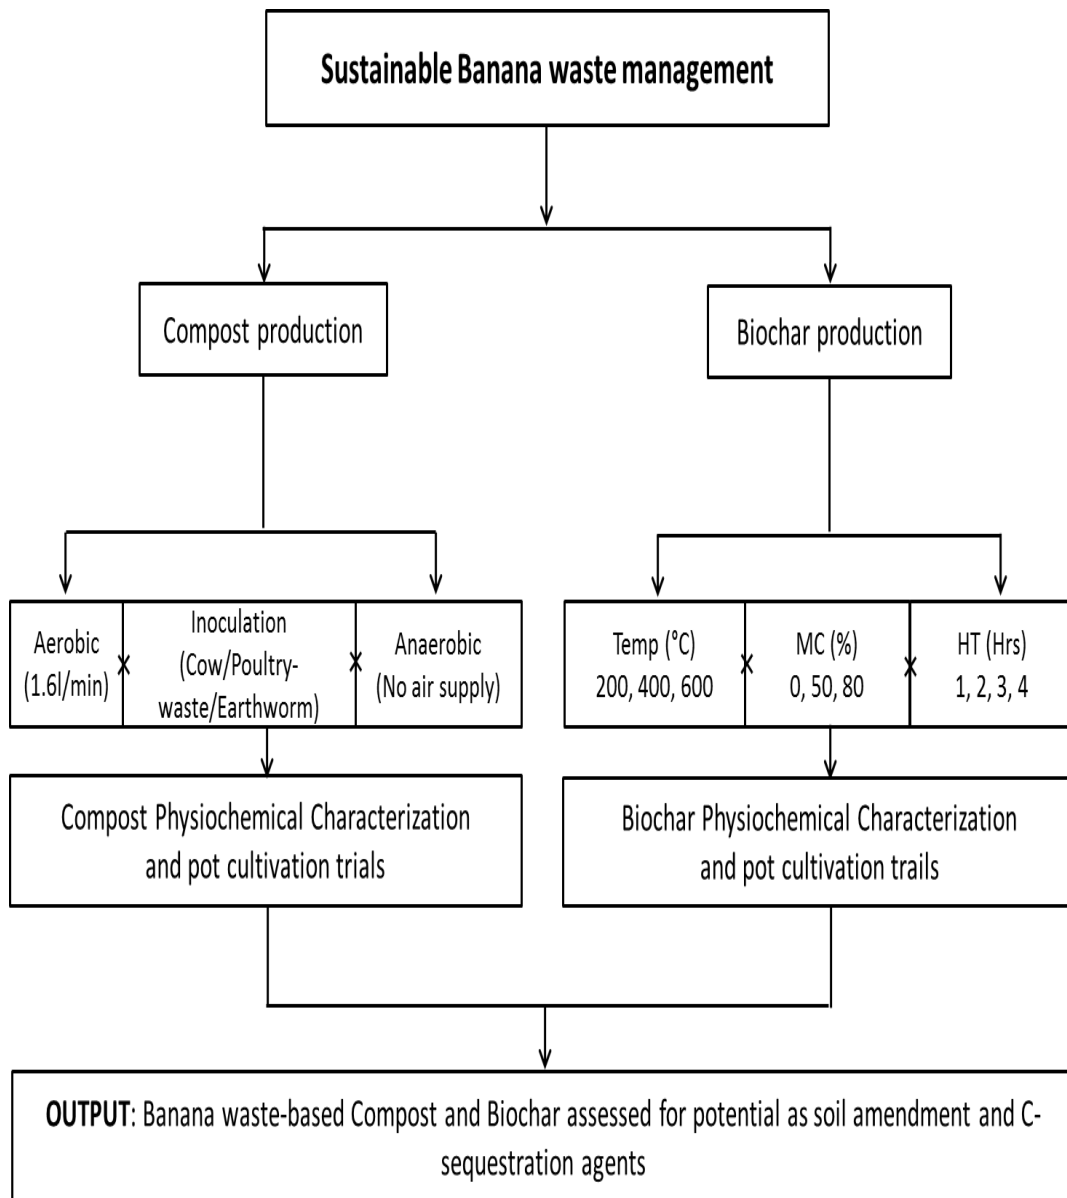 Sustainable Banana waste management
Compost production
Biochar production
Aerobic
(1.6l/min)
×
Inoculation
(Cow/Poultry-
waste/Earthworm)
×
Anaerobic
(No air supply)
Temp (°C)
200, 400, 600
×
MC (%)
0, 50, 80
×
HT (Hrs)
1, 2, 3, 4
Compost Physiochemical Characterization
and pot cultivation trials
Biochar Physiochemical Characterization
and pot cultivation trails
OUTPUT: Banana waste-based Compost and Biochar assessed for potential as soil amendment and C-
sequestration agents